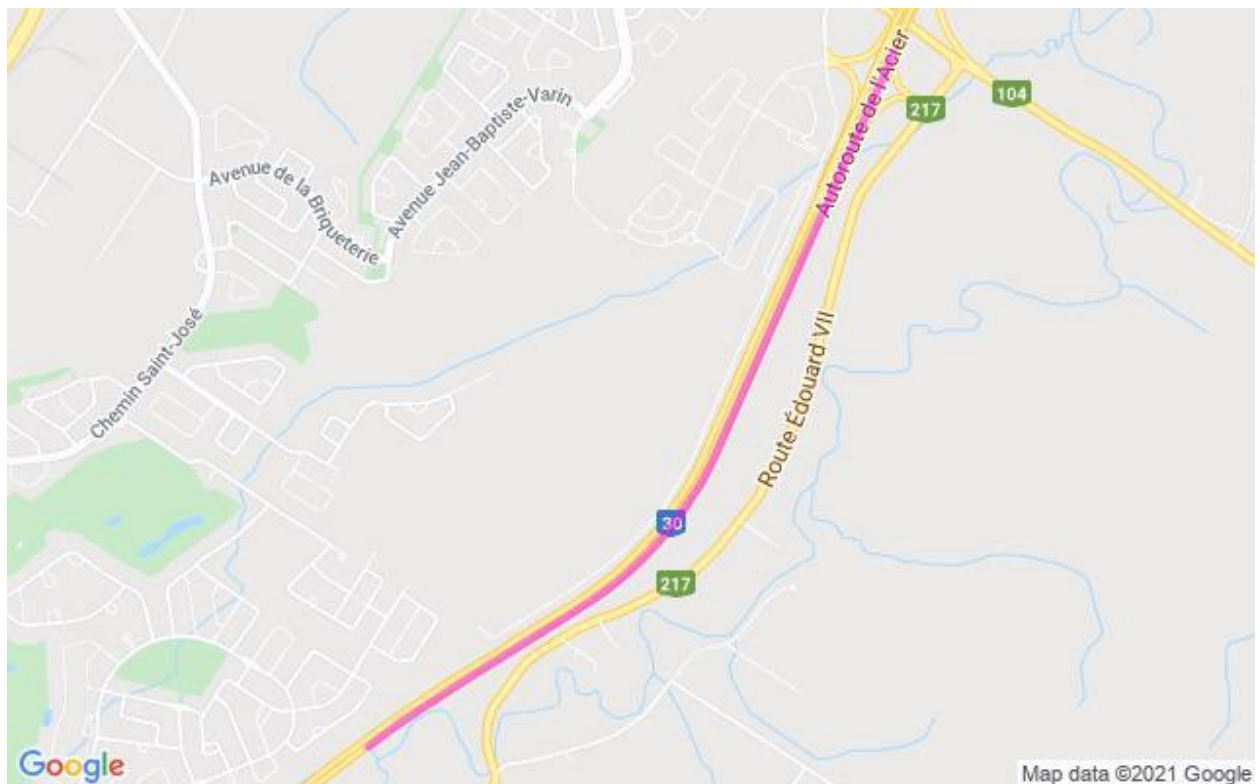 Autoroute de l'Acier
104
217
Avenue Jean-Baptiste-Varin
Avenue de la Briqueterie
Chemin Saint-José
Route Édouard VII
30
217
Google
Map data ©2021 Google